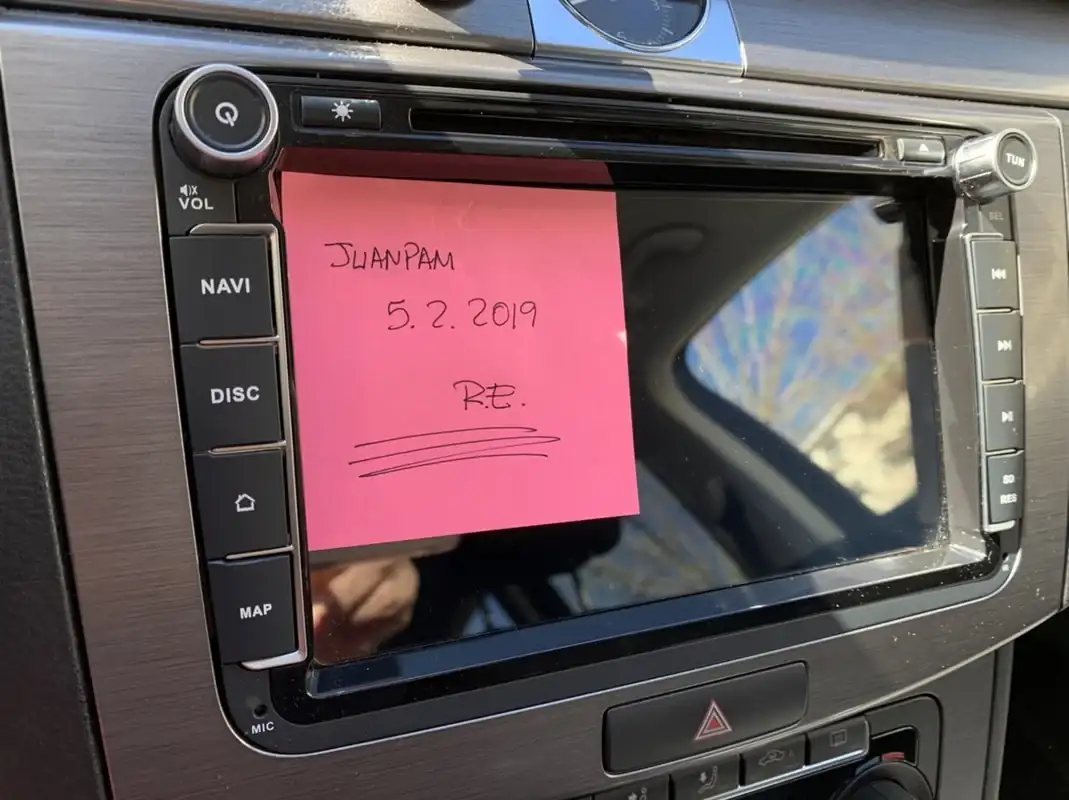 TUN
VOL
SEL
NAVI
JUANPAM
5.2.2019
DISC
R.E.
SD
RES
MAP
MIC